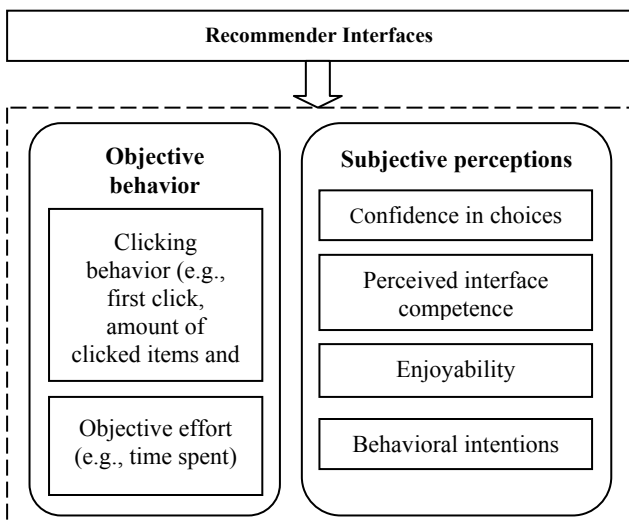 Recommender Interfaces
Objective
behavior
Clicking
behavior (e.g.,
first click,
amount of
clicked items and
Objective effort
(e.g., time spent)
Subjective perceptions
Confidence in choices
Perceived interface
competence
Enjoyability
Behavioral intentions